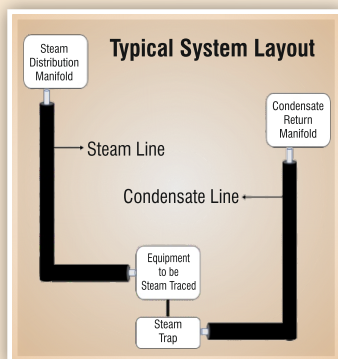 Typical System Layout
Steam
Distribution
Manifold
Condensate
Return
Manifold
Steam Line
Condensate Line
Equipment
to be
Steam Traced
Steam
Trap